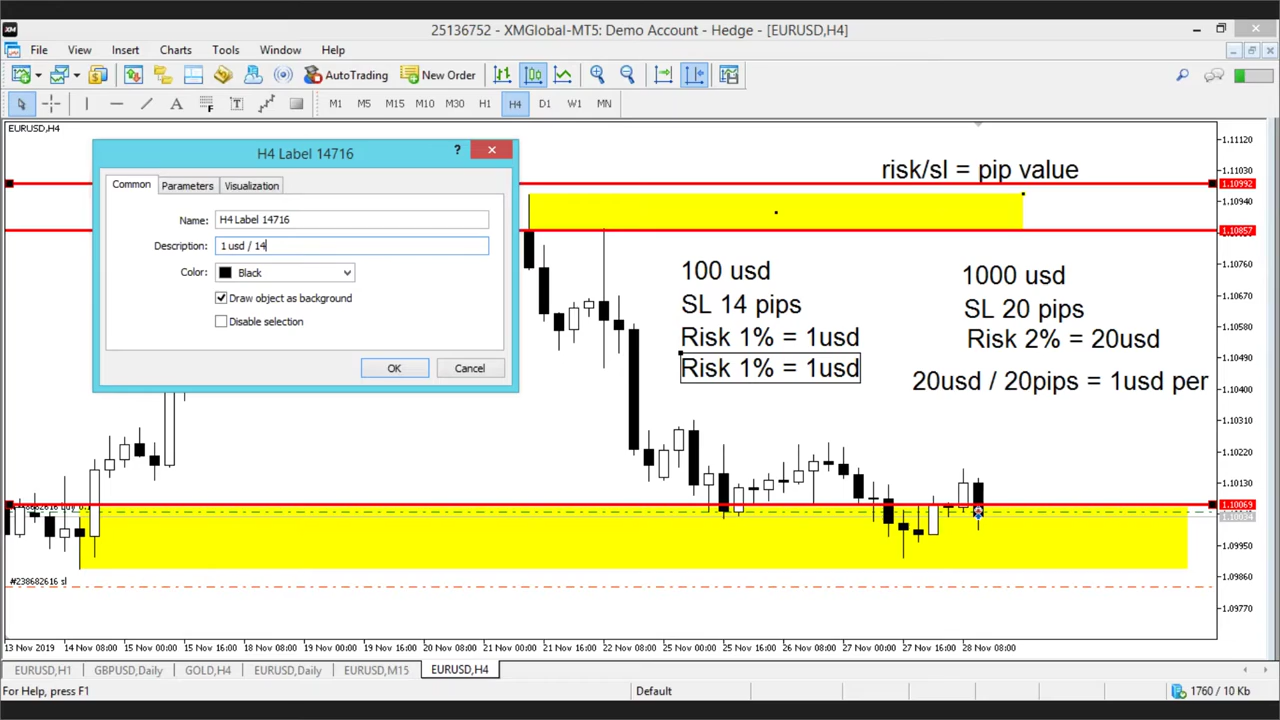 25136752 - XMGlobal-MT5: Demo Account - Hedge - [EURUSD,H4]
File View Insert Charts Tools Window Help
AutoTrading New Order
M1 M5 M15 M10 M30 H1 H4 D1 W1 MN
EURUSD,H4
H4 Label 14716
?
Common Parameters Visualization
Name: H4 Label 14716
Description: 1 usd / 14
Color: Black
Draw object as background
Disable selection
OK Cancel
risk/sl = pip value
100 usd
SL 14 pips
Risk 1% = 1usd
Risk 1% = 1usd
1000 usd
SL 20 pips
Risk 2% = 20usd
20usd / 20pips = 1usd per
1.11120
1.11030
1.10992
1.10940
1.10857
1.10760
1.10670
1.10580
1.10490
1.10400
1.10310
1.10220
1.10130
1.10069
1.10034
1.09950
1.09860
1.09770
#238682616 sl
13 Nov 2019 14 Nov 08:00 15 Nov 00:00 15 Nov 16:00 18 Nov 08:00 19 Nov 00:00 19 Nov 16:00 20 Nov 08:00 21 Nov 00:00 21 Nov 16:00 22 Nov 08:00 25 Nov 00:00 25 Nov 16:00 26 Nov 08:00 27 Nov 00:00 27 Nov 16:00 28 Nov 08:00
EURUSD,H1 GBPUSD,Daily GOLD,H4 EURUSD,Daily EURUSD,M15 EURUSD,H4
For Help, press F1 Default 1760 / 10 Kb